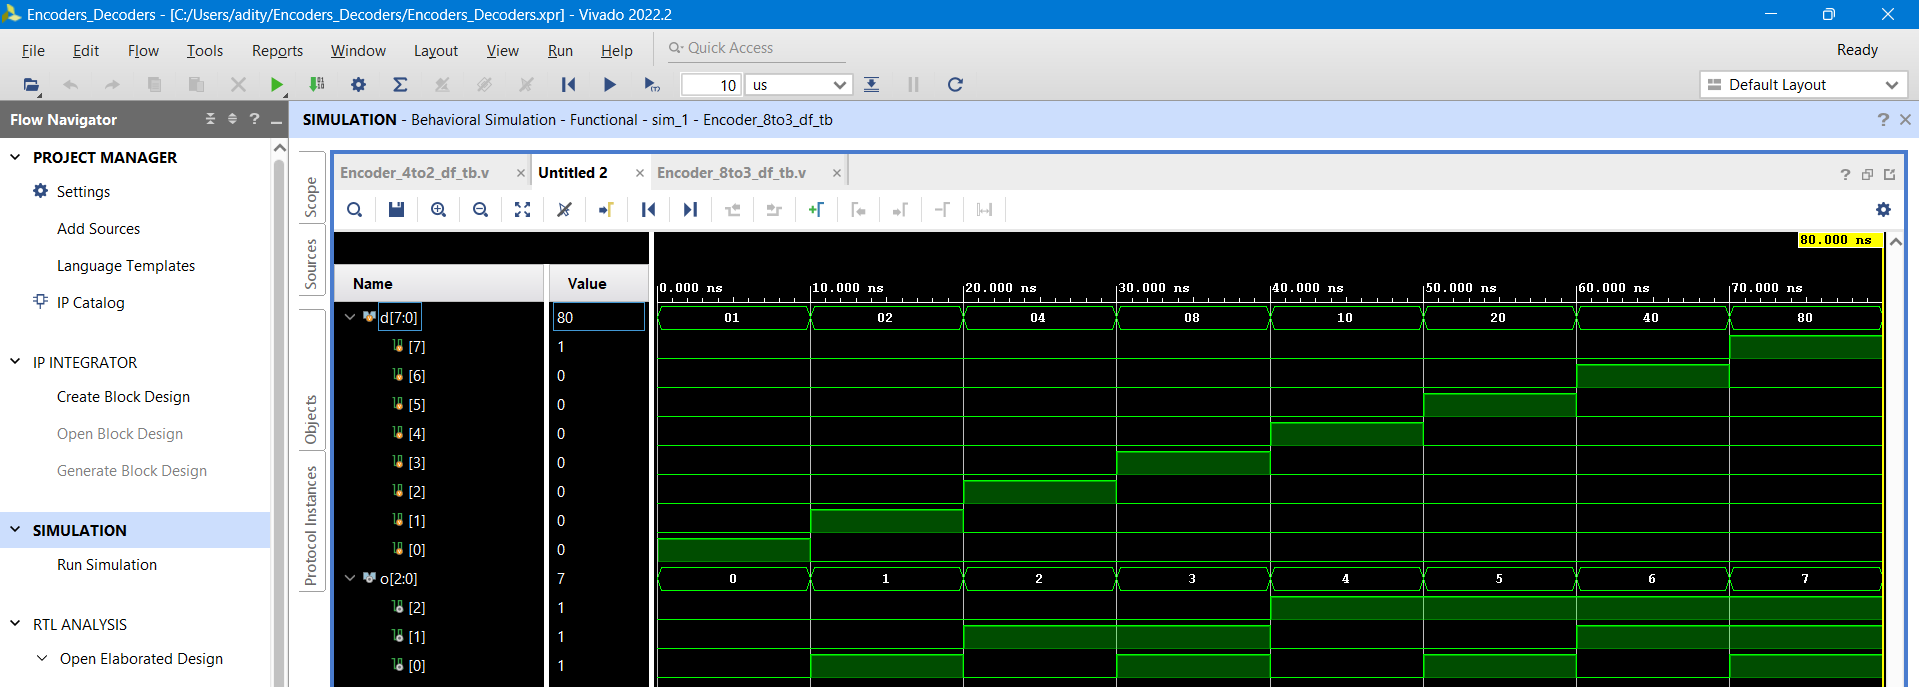 Encoders_Decoders - [C:/Users/adity/Encoders_Decoders/Encoders_Decoders.xpr] - Vivado 2022.2
File Edit Flow Tools Reports Window Layout View Run Help Quick Access Ready
10 us Default Layout
Flow Navigator ? _
SIMULATION - Behavioral Simulation - Functional - sim_1 - Encoder_8to3_df_tb ? ×
PROJECT MANAGER
Settings
Add Sources
Language Templates
IP Catalog
IP INTEGRATOR
Create Block Design
Open Block Design
Generate Block Design
SIMULATION
Run Simulation
RTL ANALYSIS
Open Elaborated Design
Scope
Sources
Objects
Protocol Instances
Encoder_4to2_df_tb.v × Untitled 2 × Encoder_8to3_df_tb.v × ?
80.000 ns
Name Value
0.000 ns 10.000 ns 20.000 ns 30.000 ns 40.000 ns 50.000 ns 60.000 ns 70.000 ns
d[7:0] 80 01 02 04 08 10 20 40 80
[7] 1
[6] 0
[5] 0
[4] 0
[3] 0
[2] 0
[1] 0
[0] 0
o[2:0] 7 0 1 2 3 4 5 6 7
[2] 1
[1] 1
[0] 1